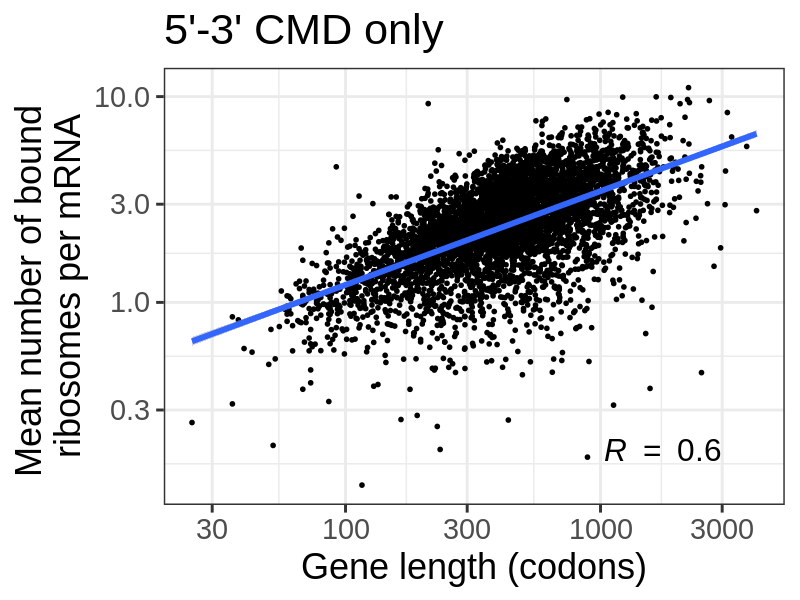 5'-3' CMD only
Mean number of bound
ribosomes per mRNA
10.0
3.0
1.0
0.3
R = 0.6
30 100 300 1000 3000
Gene length (codons)